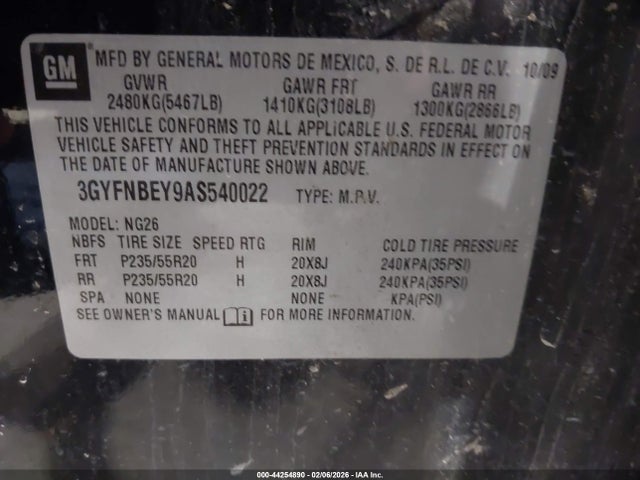 GM
MFD BY GENERAL MOTORS DE MEXICO, S. DE R.L. DE C.V. 10/09
GVWR GAWR FRT GAWR RR
2480KG(5467LB) 1410KG(3108LB) 1300KG(2866LB)
THIS VEHICLE CONFORMS TO ALL APPLICABLE U.S. FEDERAL MOTOR
VEHICLE SAFETY AND THEFT PREVENTION STANDARDS IN EFFECT ON
THE DATE OF MANUFACTURE SHOWN ABOVE.
3GYFNBEY9AS540022 TYPE: M.P.V.
MODEL: NG26
NBFS TIRE SIZE SPEED RTG RIM COLD TIRE PRESSURE
FRT P235/55R20 H 20X8J 240KPA(35PSI)
RR P235/55R20 H 20X8J 240KPA(35PSI)
SPA NONE NONE KPA(PSI)
SEE OWNER'S MANUAL FOR MORE INFORMATION.
000-44254890 - 02/06/2026 - IAA Inc.